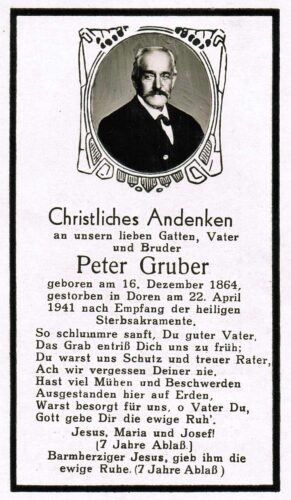 Christliches Andenken
an unsern lieben Gatten, Vater
und Bruder
Peter Gruber
geboren am 16. Dezember 1864,
gestorben in Doren am 22. April
1941 nach Empfang der heiligen
Sterbsakramente.
So schlummre sanft, Du guter Vater,
Das Grab entriß Dich uns zu früh;
Du warst uns Schutz und treuer Rater,
Ach wir vergessen Deiner nie.
Hast viel Mühen und Beschwerden
Ausgestanden hier auf Erden,
Warst besorgt für uns, o Vater Du,
Gott gebe Dir die ewige Ruh'.
Jesus, Maria und Josef!
(7 Jahre Ablaß.)
Barmherziger Jesus, gieb ihm die
ewige Ruhe. (7 Jahre Ablaß)